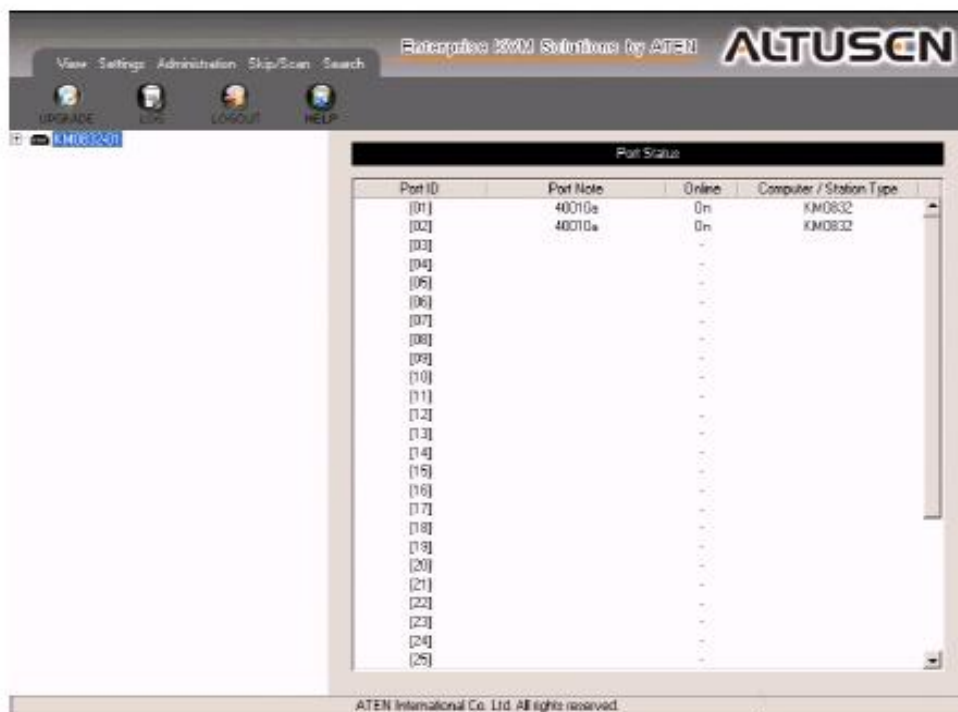 Enterprise KVM Solutions by ATEN ALTUSEN
View Settings Administration Skip/Scan Search
UPGRADE LOG LOGOUT HELP
KM0832-01
Port Status
Port ID Port Note Online Computer / Station Type
[01] 40010a On KM0832
[02] 40010a On KM0832
[03] -
[04] -
[05] -
[06] -
[07] -
[08] -
[09] -
[10] -
[11] -
[12] -
[13] -
[14] -
[15] -
[16] -
[17] -
[18] -
[19] -
[20] -
[21] -
[22] -
[23] -
[24] -
[25] -
ATEN International Co. Ltd. All rights reserved.